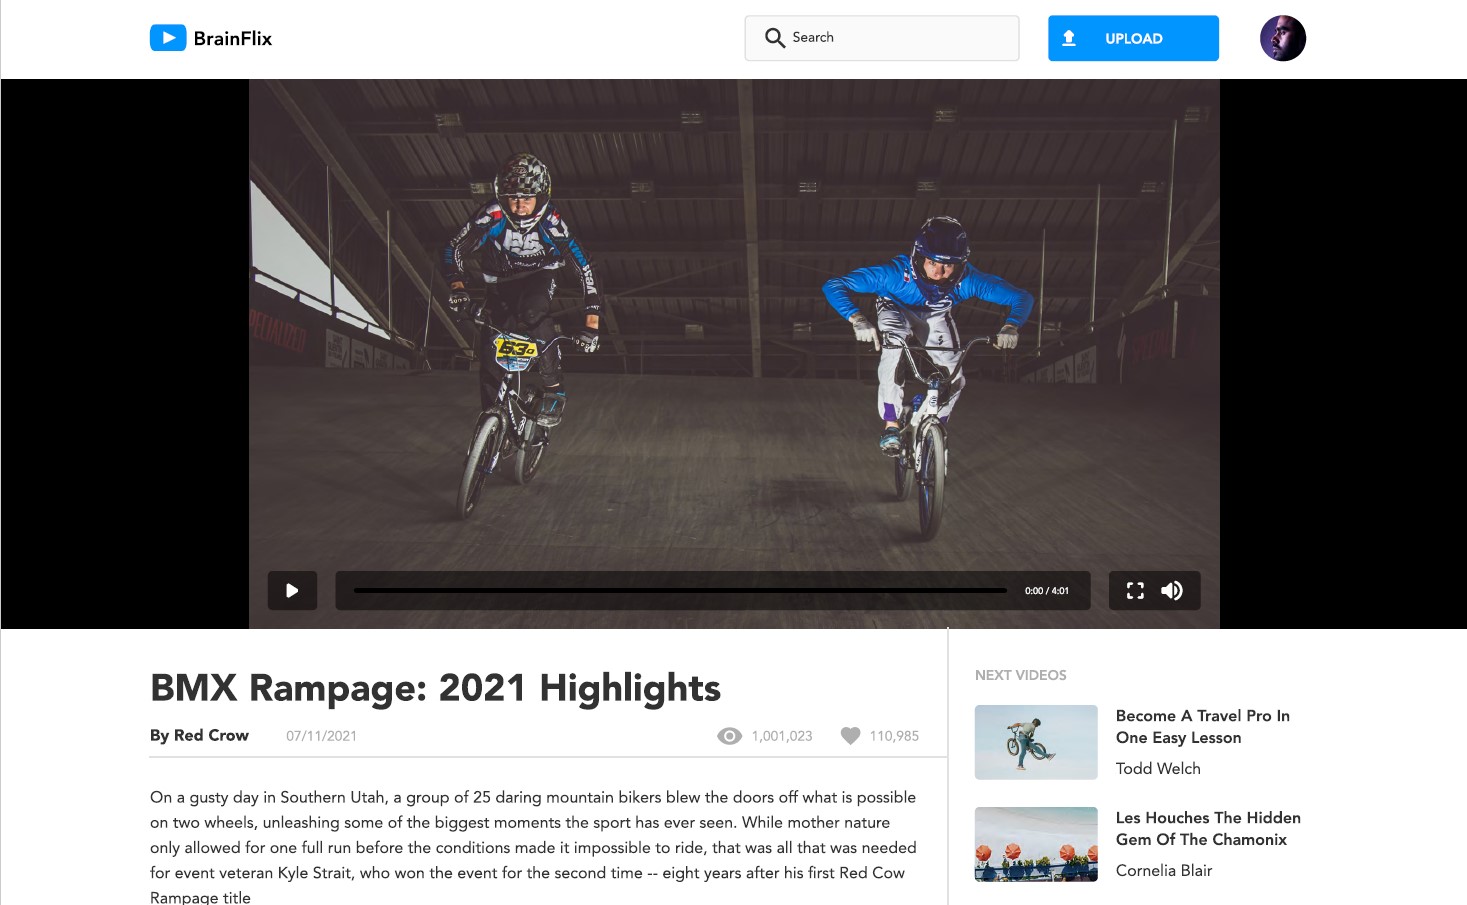 BrainFlix
Search
UPLOAD
SPECIALIZED
53
0:00 / 4:01
BMX Rampage: 2021 Highlights
By Red Crow
07/11/2021
1,001,023
110,985
On a gusty day in Southern Utah, a group of 25 daring mountain bikers blew the doors off what is possible
on two wheels, unleashing some of the biggest moments the sport has ever seen. While mother nature
only allowed for one full run before the conditions made it impossible to ride, that was all that was needed
for event veteran Kyle Strait, who won the event for the second time -- eight years after his first Red Cow
Rampage title
NEXT VIDEOS
Become A Travel Pro In
One Easy Lesson
Todd Welch
Les Houches The Hidden
Gem Of The Chamonix
Cornelia Blair